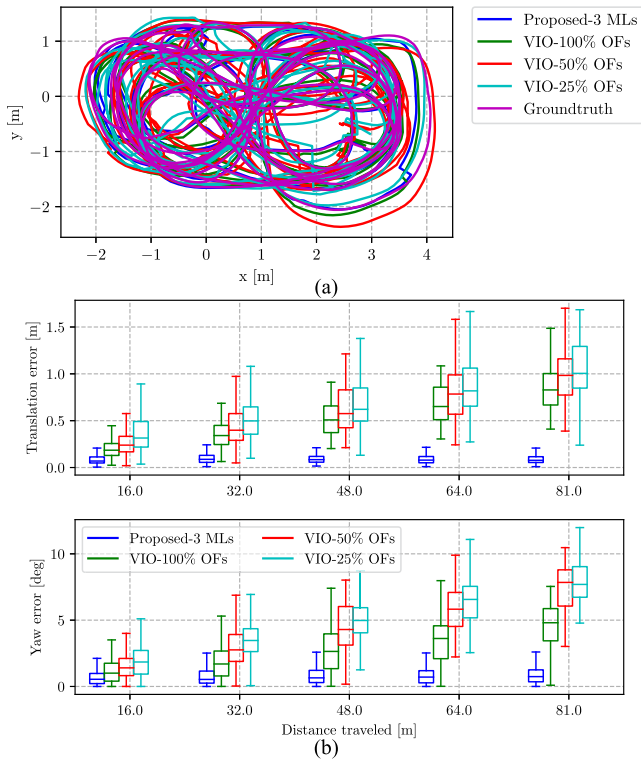 Proposed-3 MLs
VIO-100% OFs
VIO-50% OFs
VIO-25% OFs
Groundtruth
y [m]
1
0
−1
−2
−2
−1
0
1
2
3
4
x [m]
(a)
Translation error [m]
1.5
1.0
0.5
0.0
16.0
32.0
48.0
64.0
81.0
Proposed-3 MLs
VIO-100% OFs
VIO-50% OFs
VIO-25% OFs
Yaw error [deg]
10
5
0
16.0
32.0
48.0
64.0
81.0
Distance traveled [m]
(b)